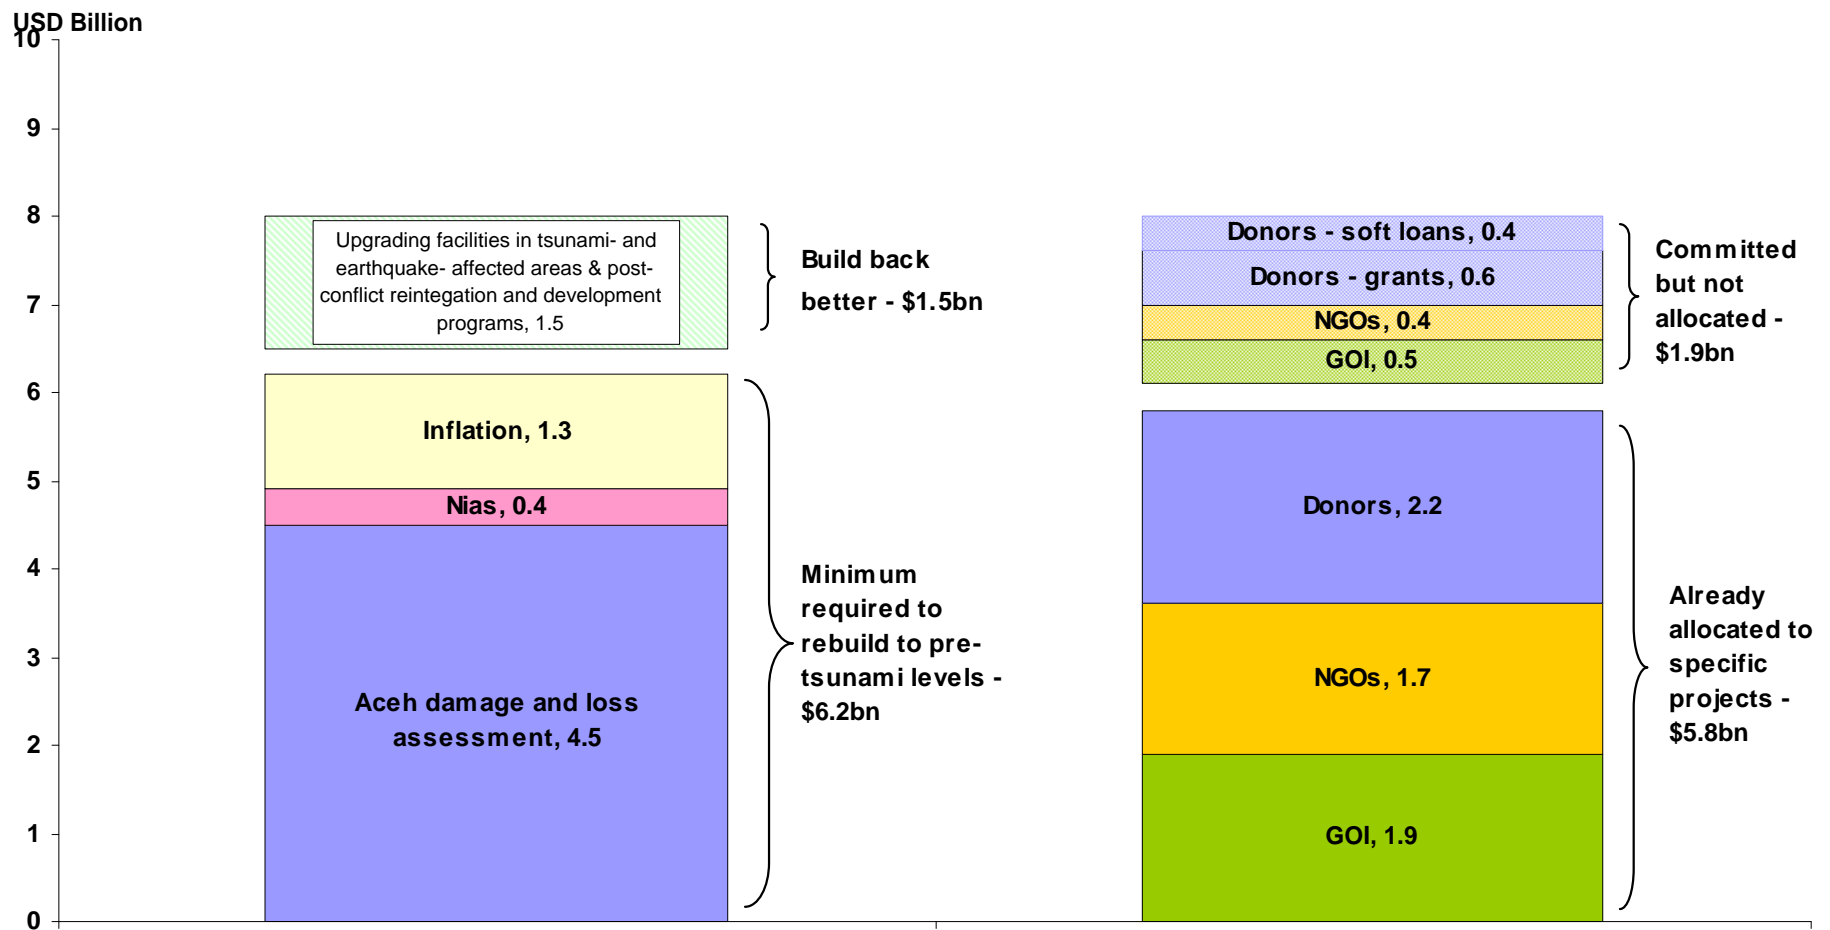 USD Billion
10
9
8
7
6
5
4
3
2
1
0
Upgrading facilities in tsunami- and
earthquake- affected areas & post-
conflict reintegation and development
programs, 1.5
Build back
better - $1.5bn
Inflation, 1.3
Nias, 0.4
Aceh damage and loss
assessment, 4.5
Minimum
required to
rebuild to pre-
tsunami levels -
$6.2bn
Donors - soft loans, 0.4
Donors - grants, 0.6
NGOs, 0.4
GOI, 0.5
Committed
but not
allocated -
$1.9bn
Donors, 2.2
NGOs, 1.7
GOI, 1.9
Already
allocated to
specific
projects -
$5.8bn